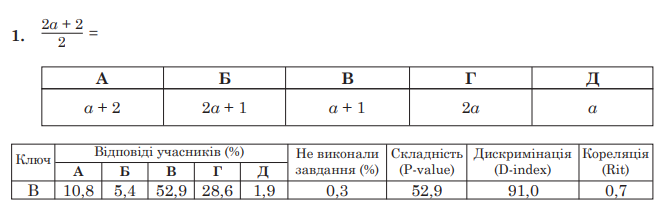 1. (2a + 2)/2 =
А Б В Г Д
a + 2 2a + 1 a + 1 2a a
Ключ Відповіді учасників (%) Не виконали завдання (%) Складність (P-value) Дискримінація (D-index) Кореляція (Rit)
А Б В Г Д
В 10,8 5,4 52,9 28,6 1,9 0,3 52,9 91,0 0,7